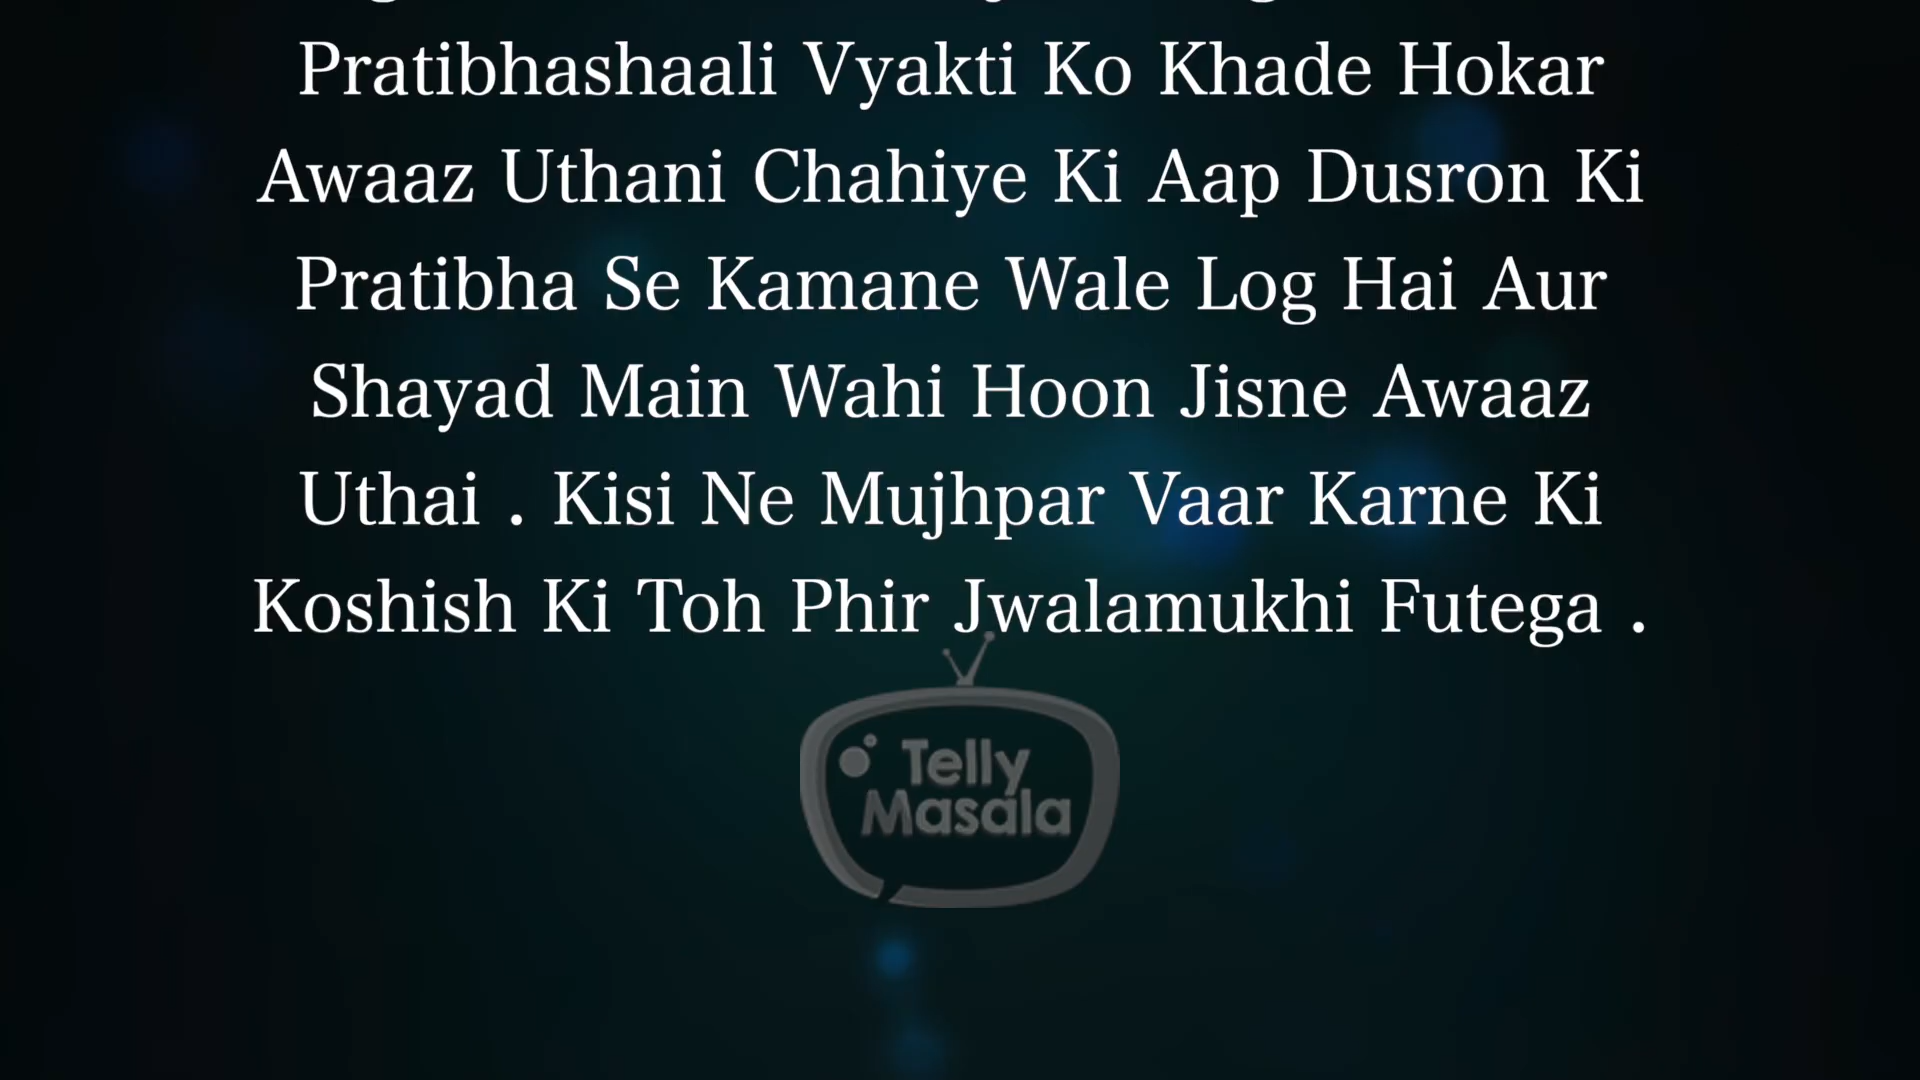 Pratibhashaali Vyakti Ko Khade Hokar
Awaaz Uthani Chahiye Ki Aap Dusron Ki
Pratibha Se Kamane Wale Log Hai Aur
Shayad Main Wahi Hoon Jisne Awaaz
Uthai . Kisi Ne Mujhpar Vaar Karne Ki
Koshish Ki Toh Phir Jwalamukhi Futega .
Telly
Masala